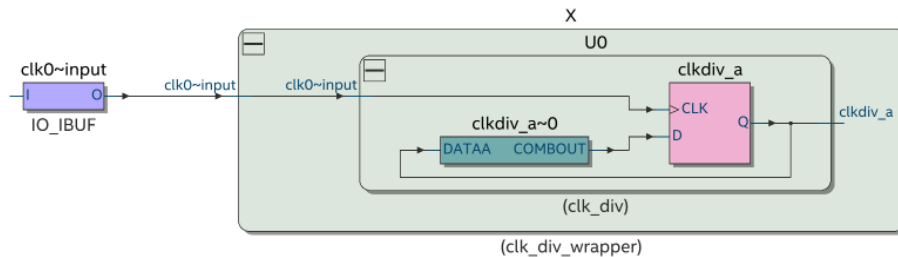 X
U0
clk0~input
clkdiv_a
clk0~input
clk0~input
I
O
CLK
clkdiv_a
IO_IBUF
clkdiv_a~0
Q
D
DATAA
COMBOUT
(clk_div)
(clk_div_wrapper)